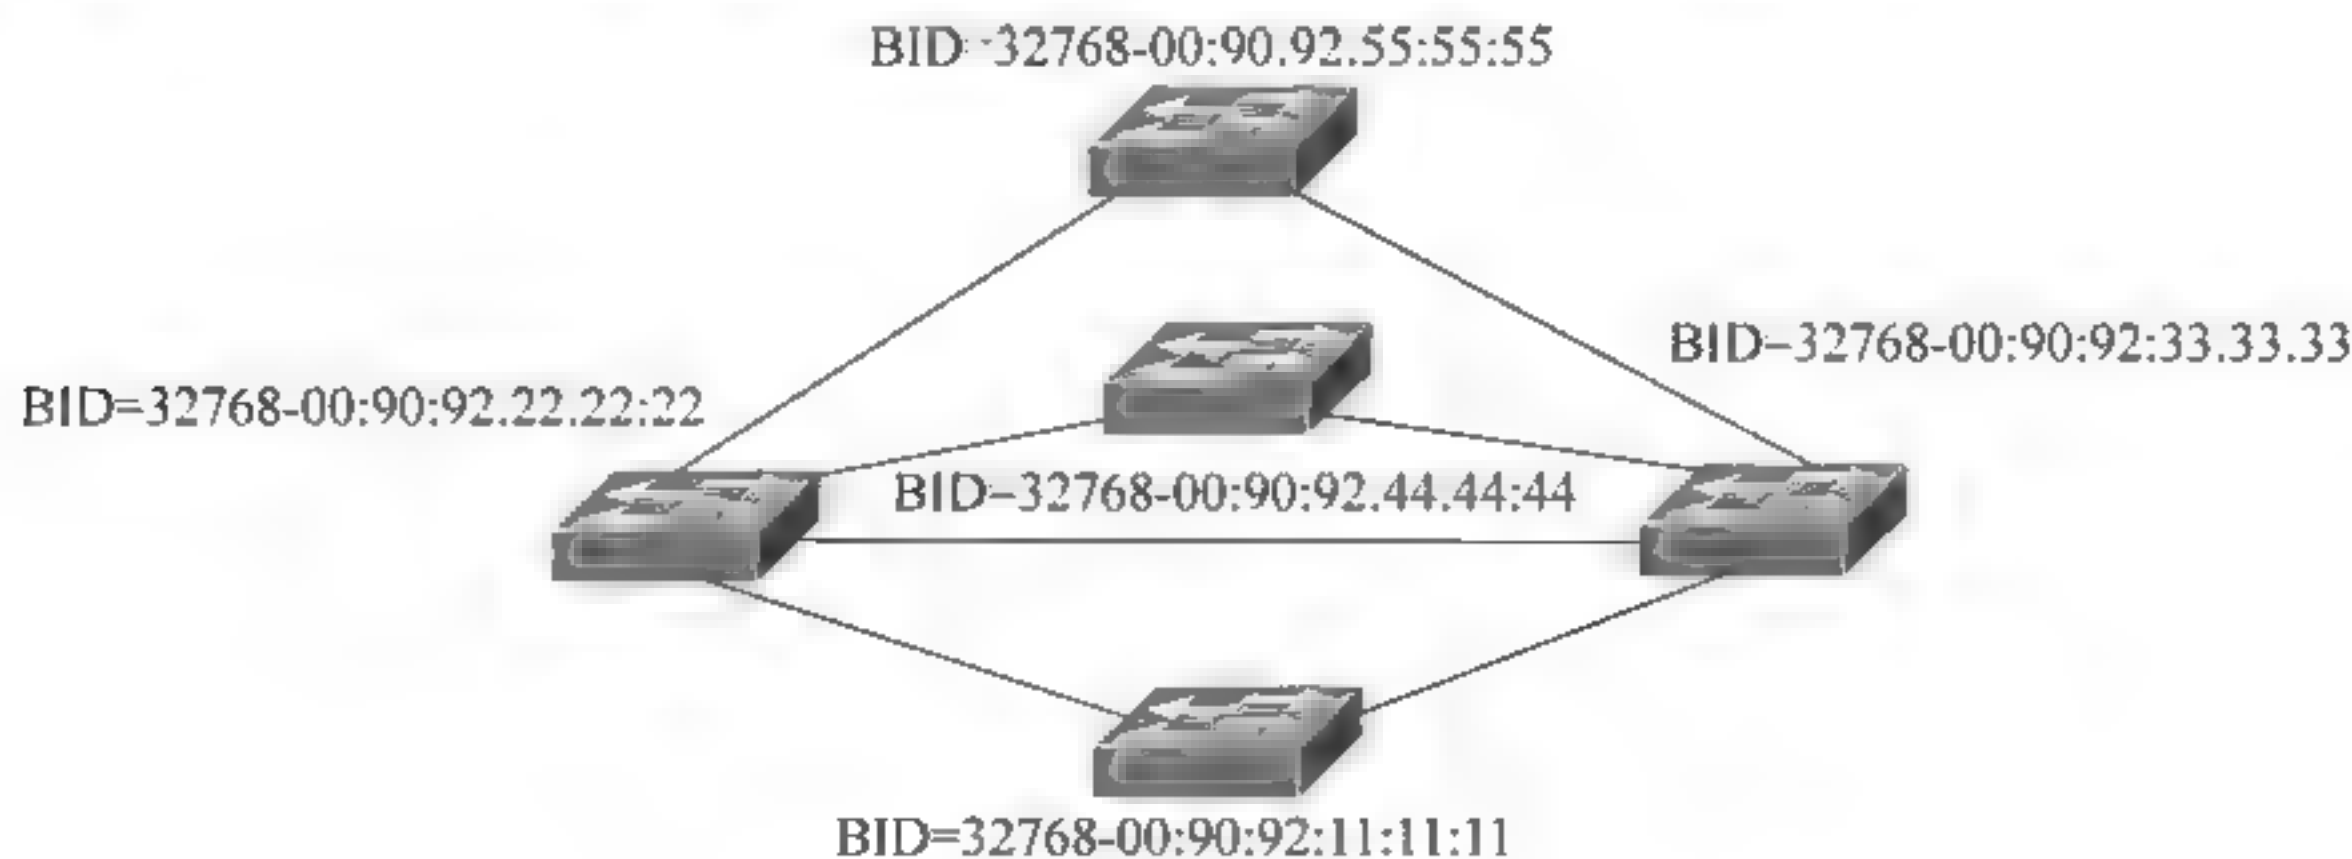 BID=32768-00:90:92:55:55:55
BID=32768-00:90:92:33:33:33
BID=32768-00:90:92:22:22:22
BID=32768-00:90:92:44:44:44
BID=32768-00:90:92:11:11:11